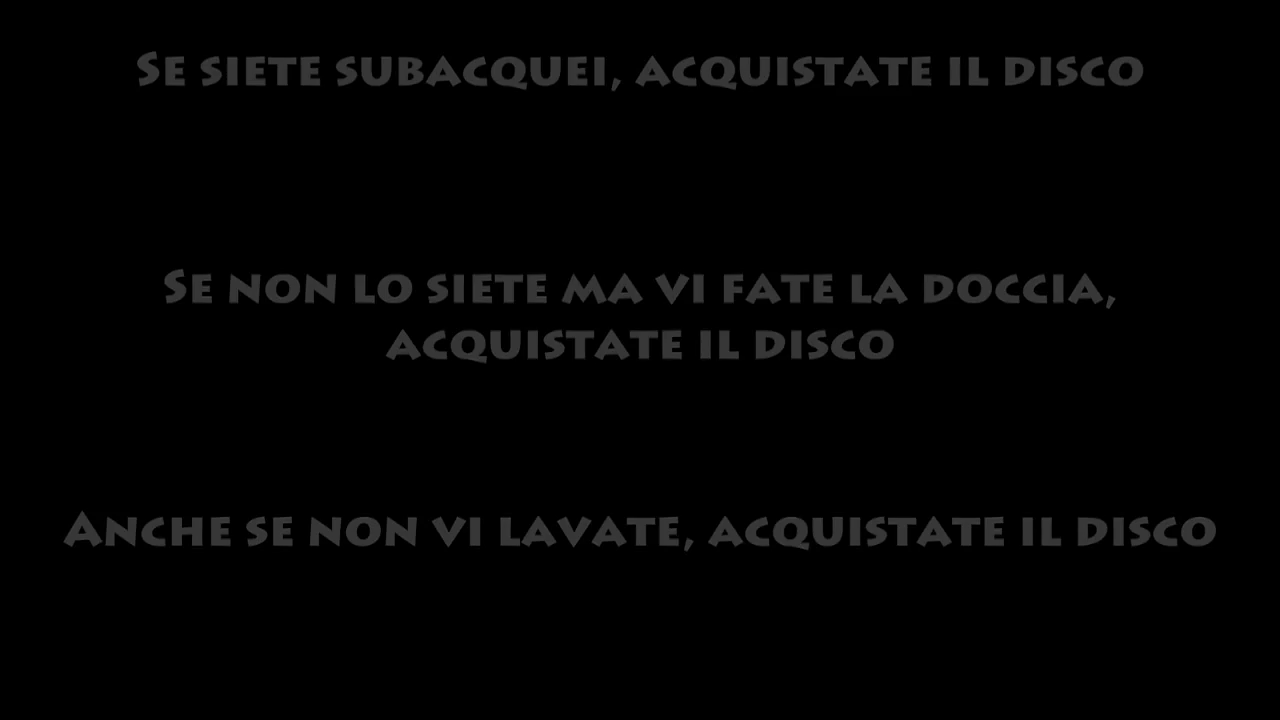 Se siete subacquei, acquistate il disco
Se non lo siete ma vi fate la doccia,
acquistate il disco
Anche se non vi lavate, acquistate il disco